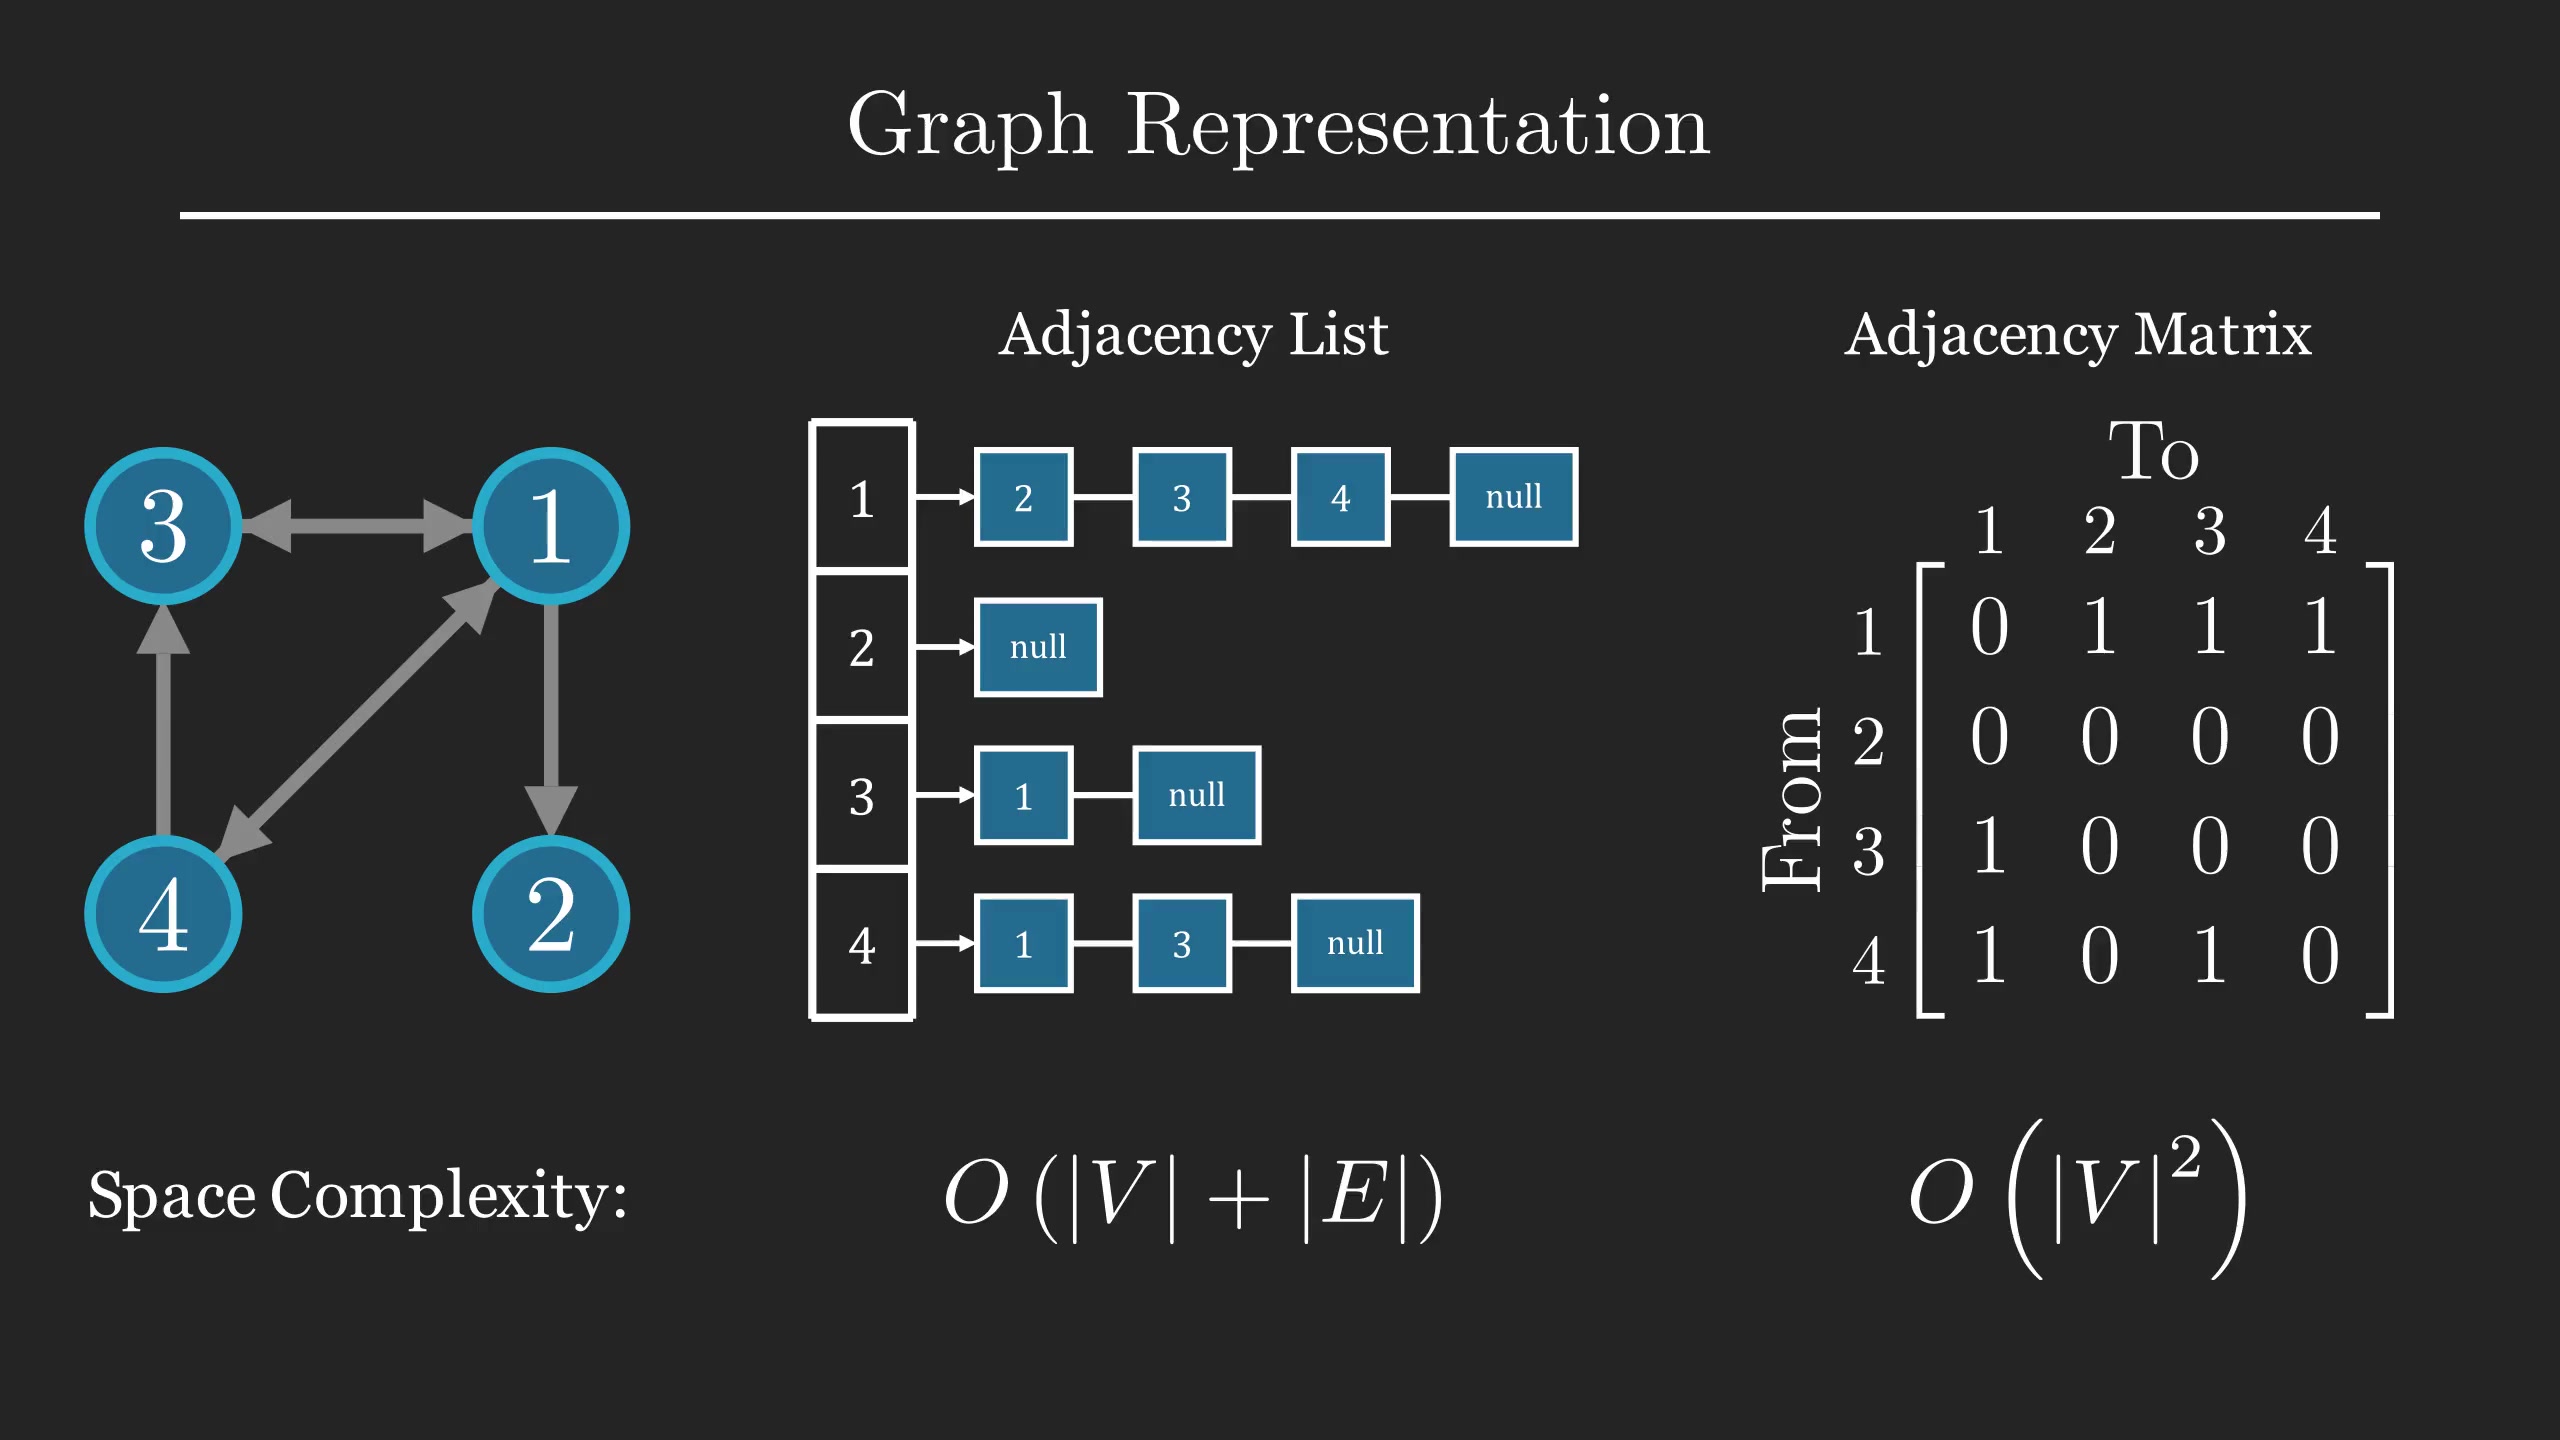 Graph Representation
Adjacency List
Adjacency Matrix
3
1
4
2
1 2 3 4 null
2 null
3 1 null
4 1 3 null
To
1 2 3 4
From
1 0 1 1 1
2 0 0 0 0
3 1 0 0 0
4 1 0 1 0
Space Complexity:
O (|V| + |E|)
O (|V|²)